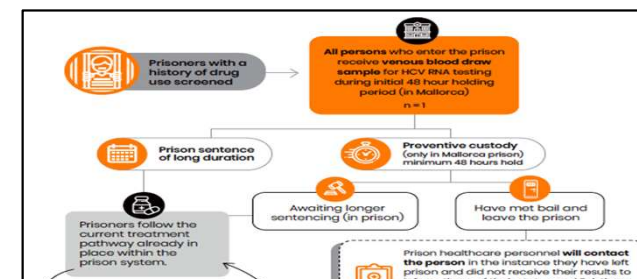 Prisoners with a
history of drug
use screened
All persons who enter the prison
receive venous blood draw
sample for HCV RNA testing
during initial 48 hour holding
period (in Mallorca)
n = 1
Prison sentence
of long duration
Preventive custody
(only in Mallorca prison)
minimum 48 hours hold
Awaiting longer
sentencing (in prison)
Have met bail and
leave the prison
Prisoners follow the
current treatment
pathway already in
place within the
prison system.
Prison healthcare personnel will contact
the person in the instance they have left
prison and did not receive their results to